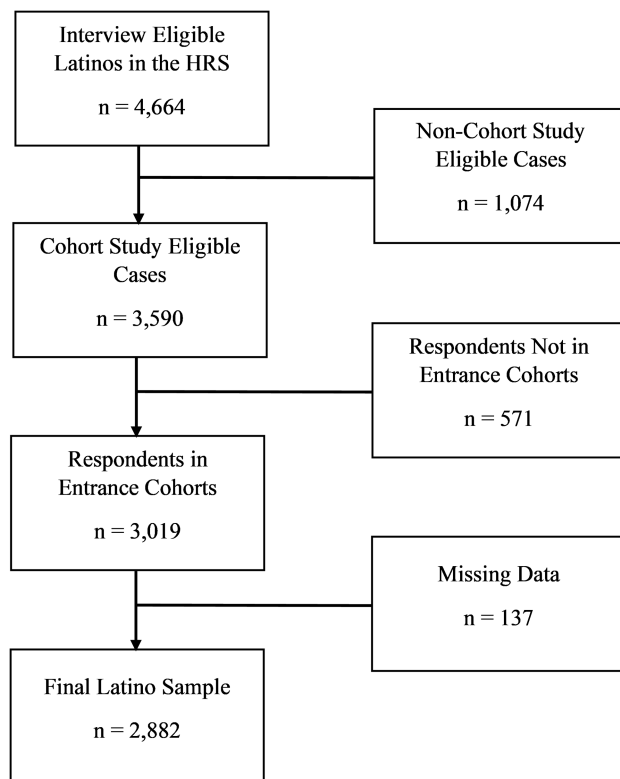 Interview Eligible
Latinos in the HRS
n = 4,664
Non-Cohort Study
Eligible Cases
n = 1,074
Cohort Study Eligible
Cases
n = 3,590
Respondents Not in
Entrance Cohorts
n = 571
Respondents in
Entrance Cohorts
n = 3,019
Missing Data
n = 137
Final Latino Sample
n = 2,882